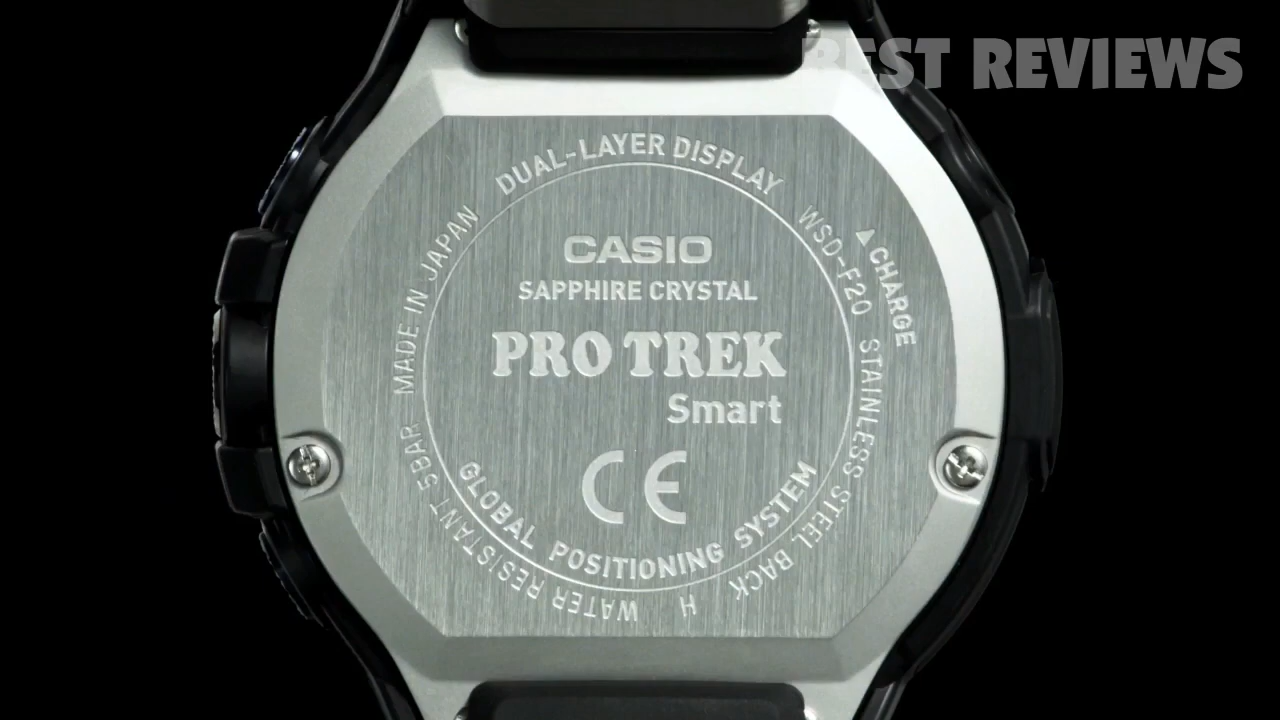 BEST REVIEWS
DUAL-LAYER DISPLAY
WSD-F20 STAINLESS STEEL BACK H WATER RESISTANT 5BAR MADE IN JAPAN
▲CHARGE
CASIO
SAPPHIRE CRYSTAL
PRO TREK
Smart
CE
GLOBAL POSITIONING SYSTEM